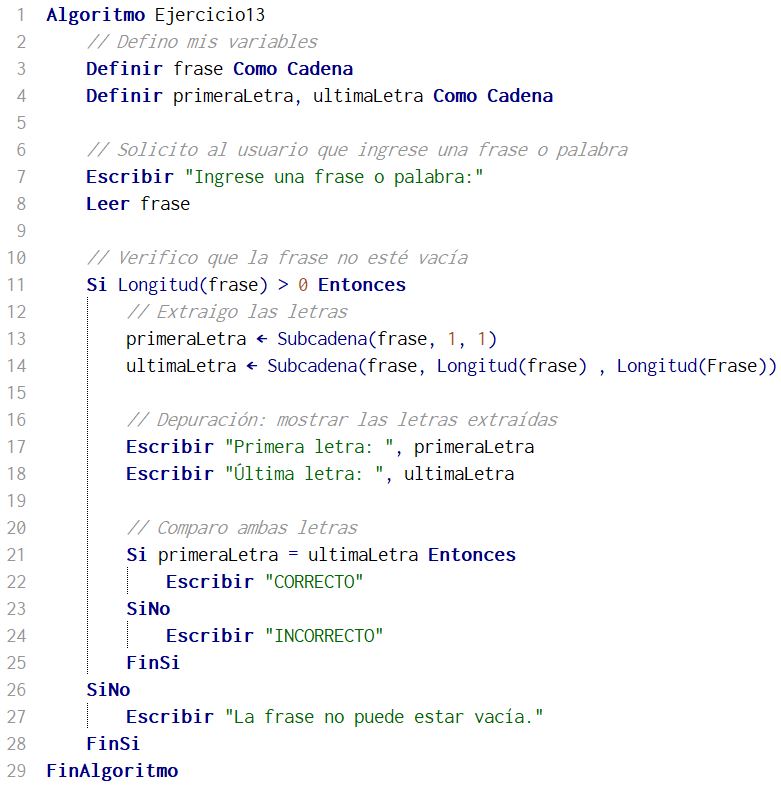 1 Algoritmo Ejercicio13
2 // Defino mis variables
3 Definir frase Como Cadena
4 Definir primeraLetra, ultimaLetra Como Cadena
5
6 // Solicito al usuario que ingrese una frase o palabra
7 Escribir "Ingrese una frase o palabra:"
8 Leer frase
9
10 // Verifico que la frase no esté vacía
11 Si Longitud(frase) > 0 Entonces
12 // Extraigo las letras
13 primeraLetra ← Subcadena(frase, 1, 1)
14 ultimaLetra ← Subcadena(frase, Longitud(frase) , Longitud(Frase))
15
16 // Depuración: mostrar las letras extraídas
17 Escribir "Primera letra: ", primeraLetra
18 Escribir "Última letra: ", ultimaLetra
19
20 // Comparo ambas letras
21 Si primeraLetra = ultimaLetra Entonces
22 Escribir "CORRECTO"
23 SiNo
24 Escribir "INCORRECTO"
25 FinSi
26 SiNo
27 Escribir "La frase no puede estar vacía."
28 FinSi
29 FinAlgoritmo